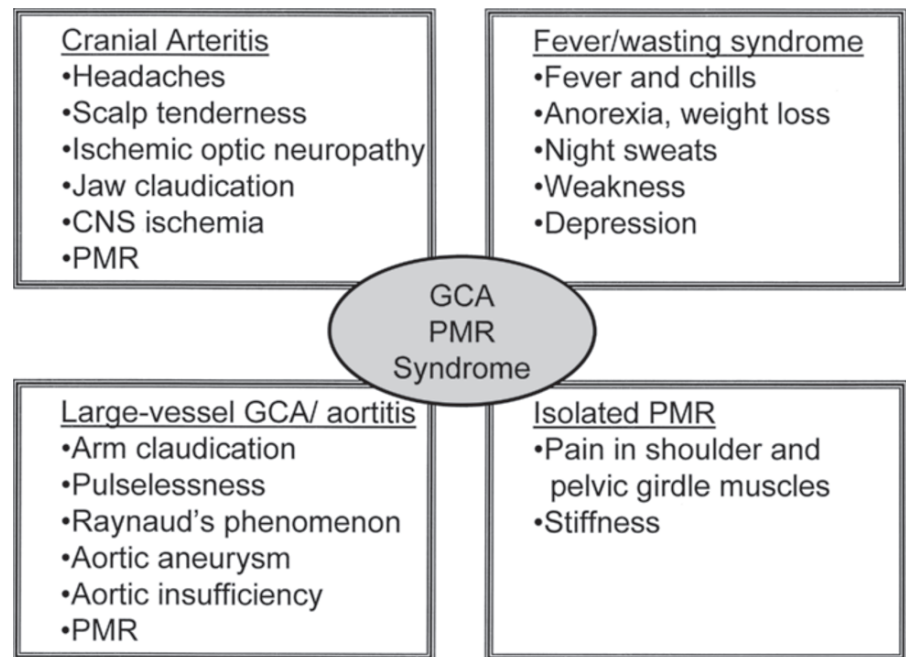 Cranial Arteritis
•Headaches
•Scalp tenderness
•Ischemic optic neuropathy
•Jaw claudication
•CNS ischemia
•PMR
Fever/wasting syndrome
•Fever and chills
•Anorexia, weight loss
•Night sweats
•Weakness
•Depression
GCA
PMR
Syndrome
Large-vessel GCA/ aortitis
•Arm claudication
•Pulselessness
•Raynaud's phenomenon
•Aortic aneurysm
•Aortic insufficiency
•PMR
Isolated PMR
•Pain in shoulder and
pelvic girdle muscles
•Stiffness